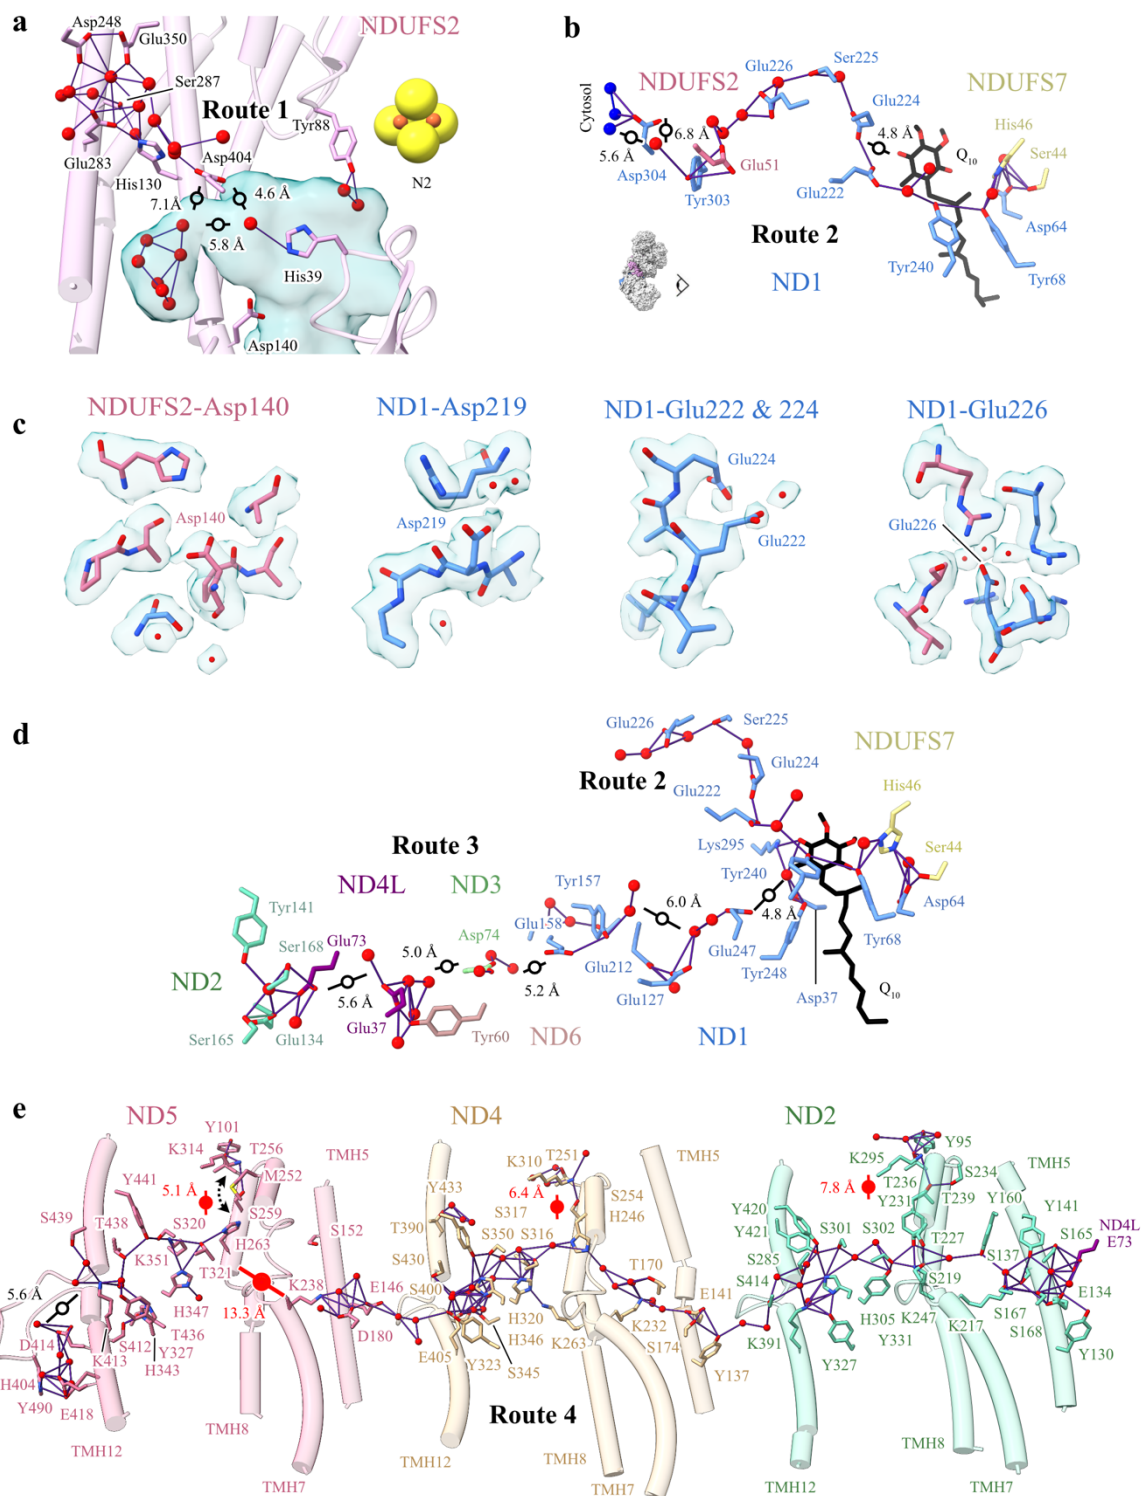 a
NDUFS2
Asp248
Glu350
Ser287
Route 1
Tyr88
Glu283
Asp404
His130
N2
7.1Å
4.6 Å
5.8 Å
His39
Asp140
b
Ser225
Glu226
NDUFS2
NDUFS7
Cytosol
Glu224
6.8 Å
4.8 Å
His46
5.6 Å
Q10
Ser44
Asp304
Glu51
Glu222
Tyr303
Route 2
Asp64
Tyr240
ND1
Tyr68
c
NDUFS2-Asp140
ND1-Asp219
ND1-Glu222 & 224
ND1-Glu226
Glu224
Asp140
Asp219
Glu222
Glu226
d
Glu226
Ser225
NDUFS7
Route 2
Glu224
His46
Glu222
Route 3
Lys295
Ser44
ND4L
ND3
Tyr157
Tyr240
6.0 Å
4.8 Å
Asp64
Tyr141
Glu158
Ser168
Glu73
5.0 Å
Asp74
Glu247
Tyr68
Glu212
Tyr248
ND2
5.6 Å
5.2 Å
Glu127
Asp37
Q10
Glu37
Ser165
Glu134
Tyr60
ND6
ND1
e
ND5
ND4
ND2
Y101
K314
T256
M252
TMH5
Y441
5.1 Å
S259
S439
T438
S320
H263
S152
K351
T321
K238
E146
5.6 Å
13.3 Å
H347
D180
T436
D414
S412
Y327
K413
H343
H404
Y490
E418
TMH8
TMH12
TMH7
T251
K310
TMH5
6.4 Å
S254
Y433
S317
H246
T390
S350
S316
S430
T170
S400
E141
H320
K232
H346
K263
S174
E405
Y323
S345
Y137
Route 4
TMH12
TMH8
TMH7
Y95
K295
T236
S234
7.8 Å
Y231
T239
TMH5
Y160
Y141
Y420
Y421
S301
S302
T227
S165
ND4L
E73
S285
S137
S414
S219
E134
H305
K247
S167
K391
Y331
K217
S168
Y327
Y130
TMH8
TMH12
TMH7